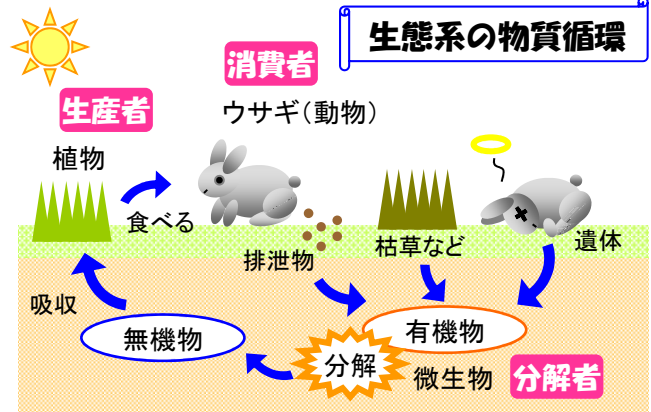 生態系の物質循環
消費者
生産者
ウサギ(動物)
植物
食べる
排泄物
枯草など
遺体
吸収
無機物
有機物
分解
微生物
分解者